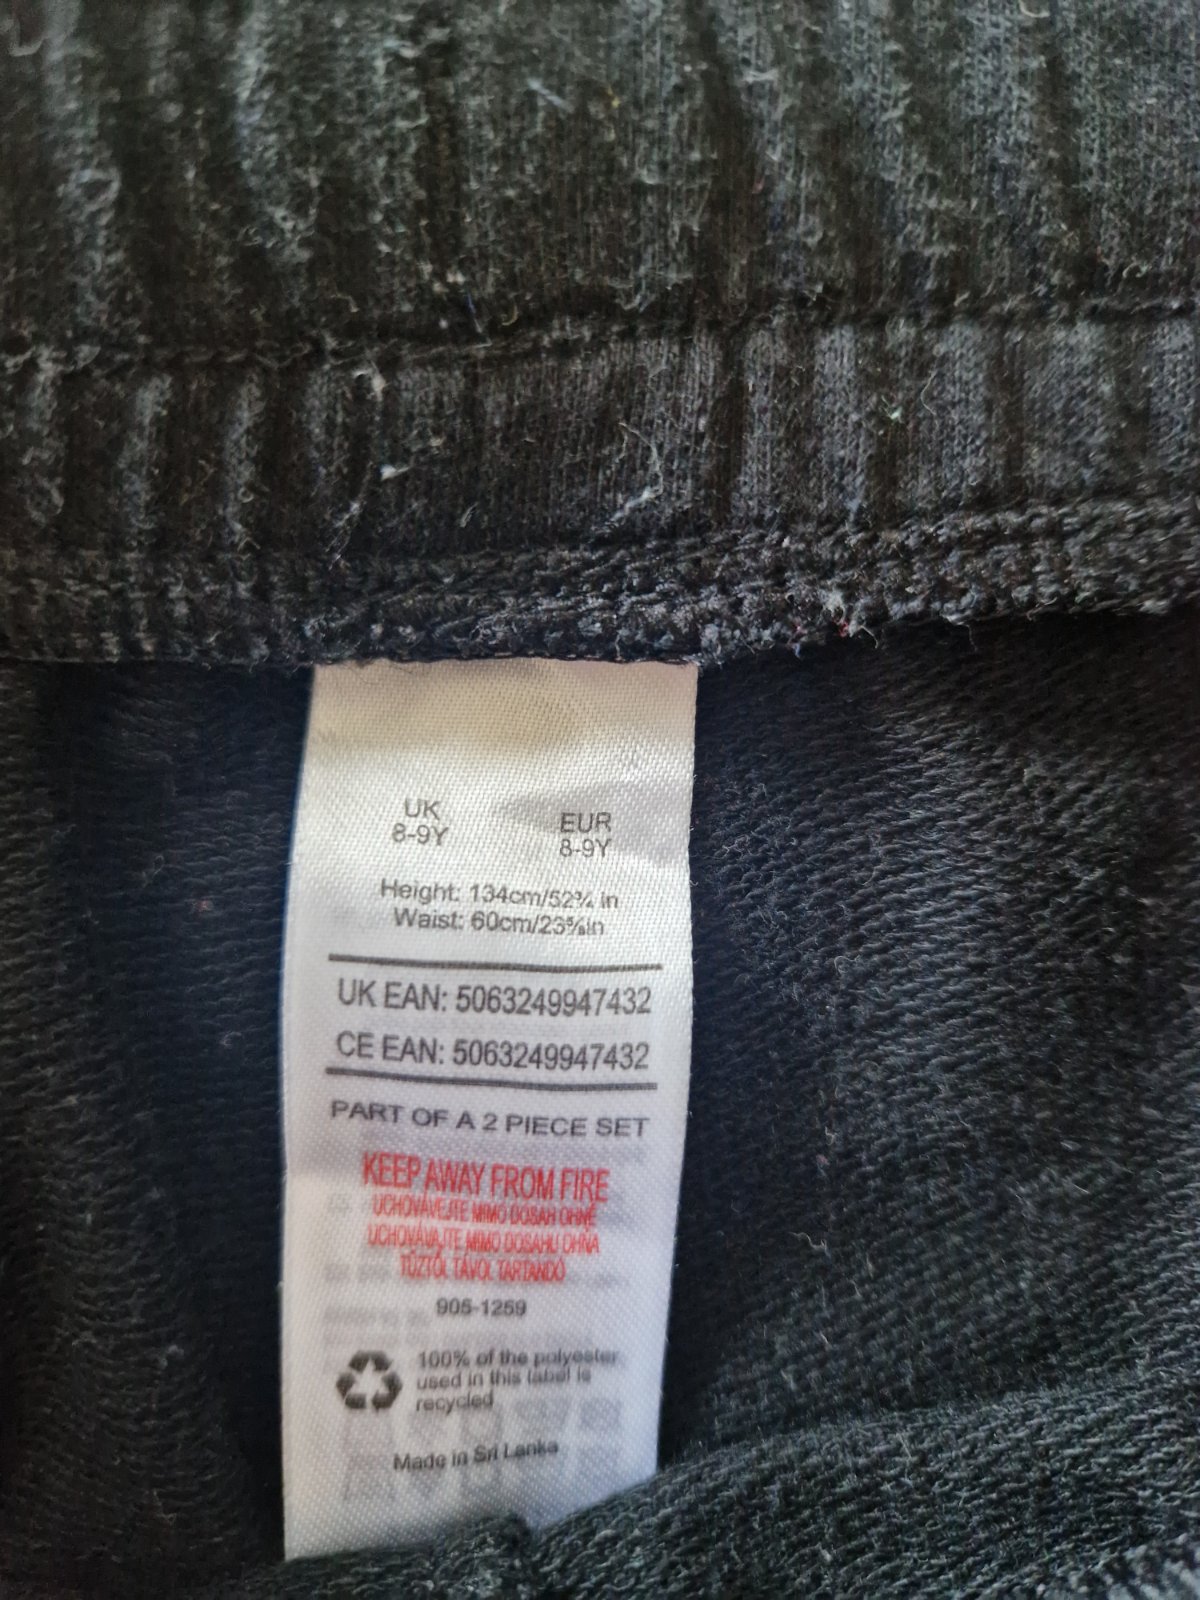 UK
8-9Y
EUR
8-9Y
Height: 134cm/52¾ in
Waist: 60cm/23⅝in
UK EAN: 5063249947432
CE EAN: 5063249947432
PART OF A 2 PIECE SET
KEEP AWAY FROM FIRE
UCHOVÁVEJTE MIMO DOSAH OHNĚ
UCHOVÁVAJTE MIMO DOSAHU OHŇA
TŰZTŐL TÁVOL TARTANDÓ
905-1259
100% of the polyester
used in this label is
recycled
Made in Sri Lanka